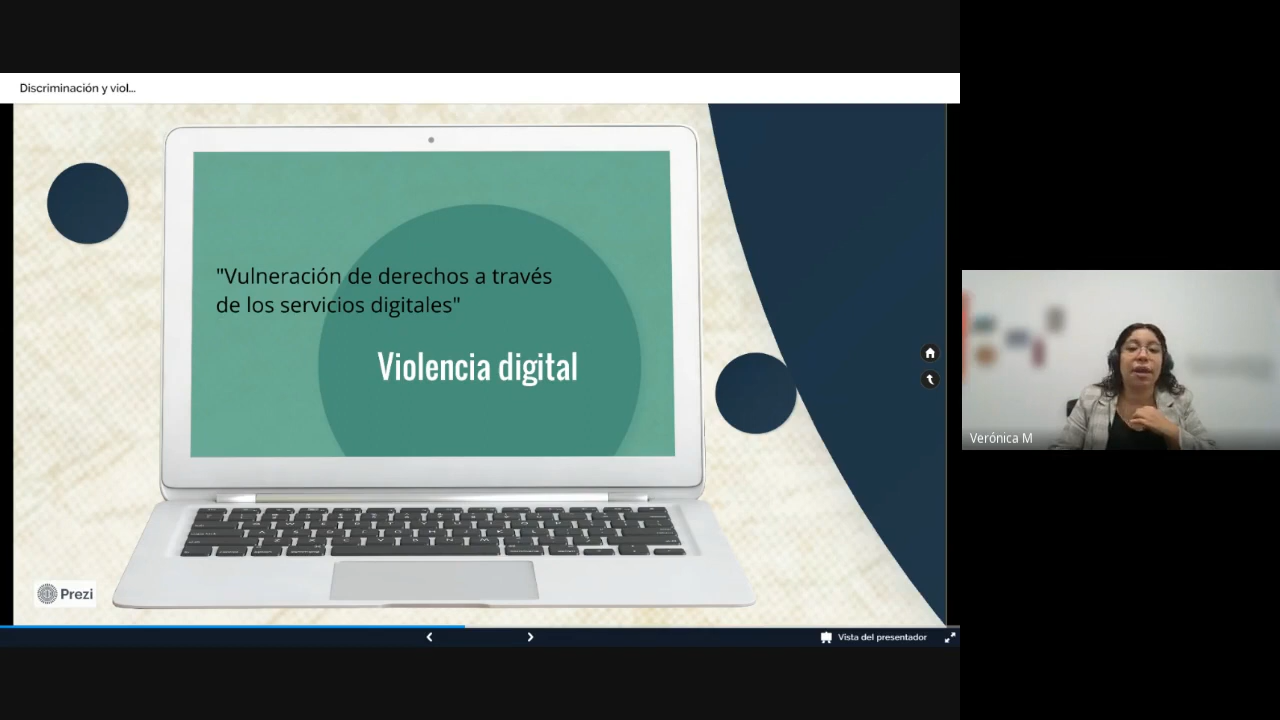 Discriminación y viol...
"Vulneración de derechos a través
de los servicios digitales"
Violencia digital
Prezi
Vista del presentador
Verónica M